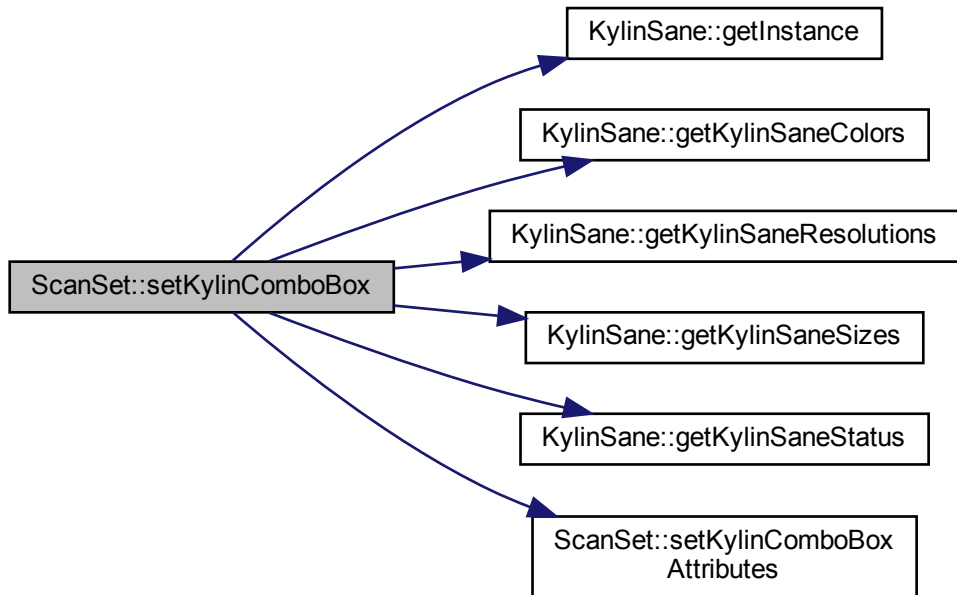 KylinSane::getInstance
KylinSane::getKylinSaneColors
KylinSane::getKylinSaneResolutions
ScanSet::setKylinComboBox
KylinSane::getKylinSaneSizes
KylinSane::getKylinSaneStatus
ScanSet::setKylinComboBox
Attributes